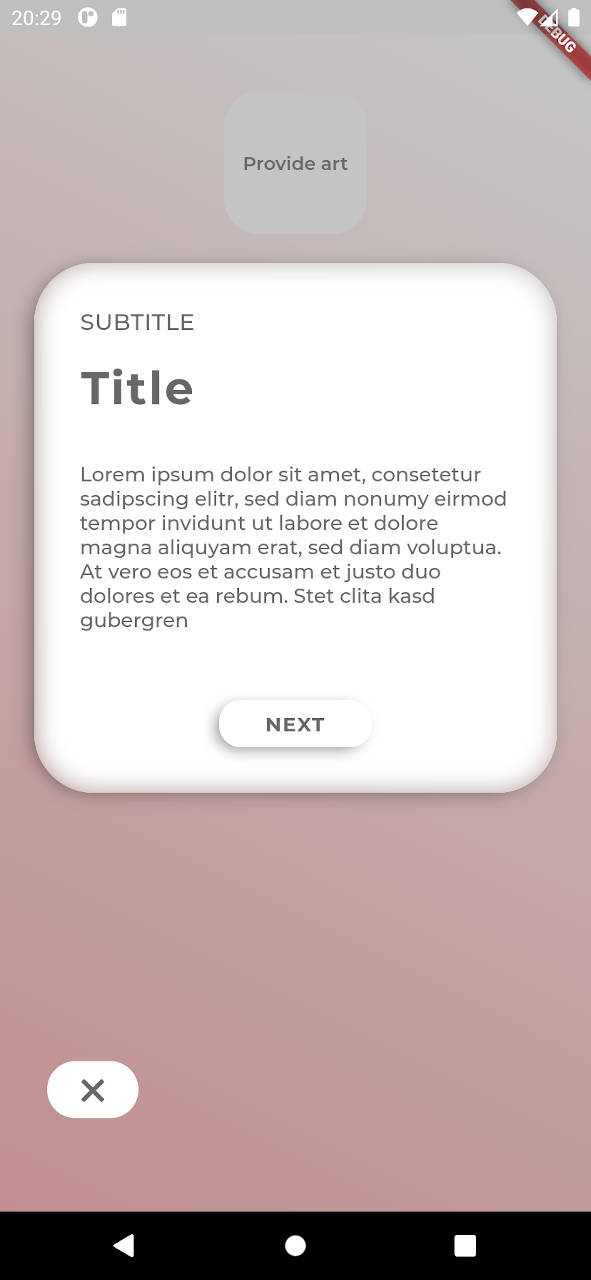 20:29
DEBUG
Provide art
SUBTITLE
Title
Lorem ipsum dolor sit amet, consetetur
sadipscing elitr, sed diam nonumy eirmod
tempor invidunt ut labore et dolore
magna aliquyam erat, sed diam voluptua.
At vero eos et accusam et justo duo
dolores et ea rebum. Stet clita kasd
gubergren
NEXT